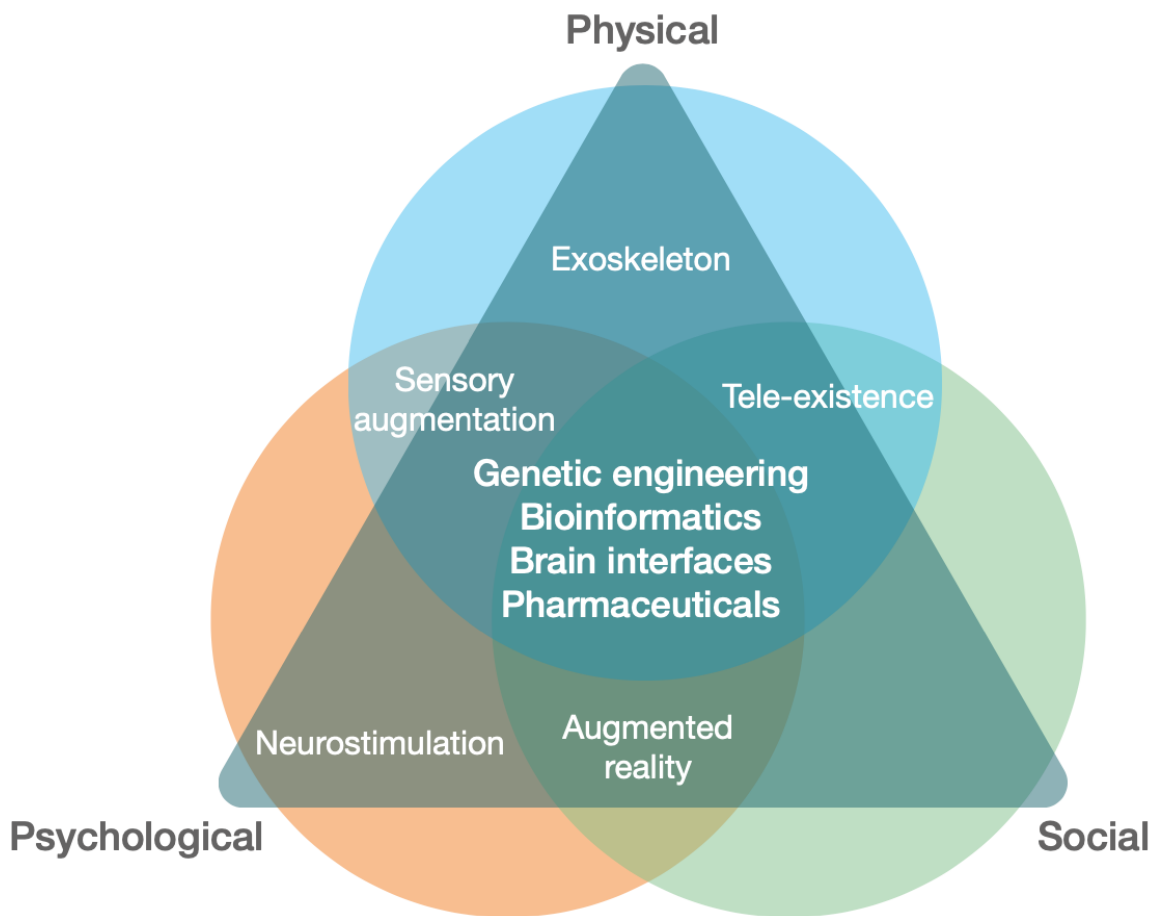 Physical
Exoskeleton
Sensory
augmentation
Tele-existence
Genetic engineering
Bioinformatics
Brain interfaces
Pharmaceuticals
Neurostimulation
Augmented
reality
Psychological
Social